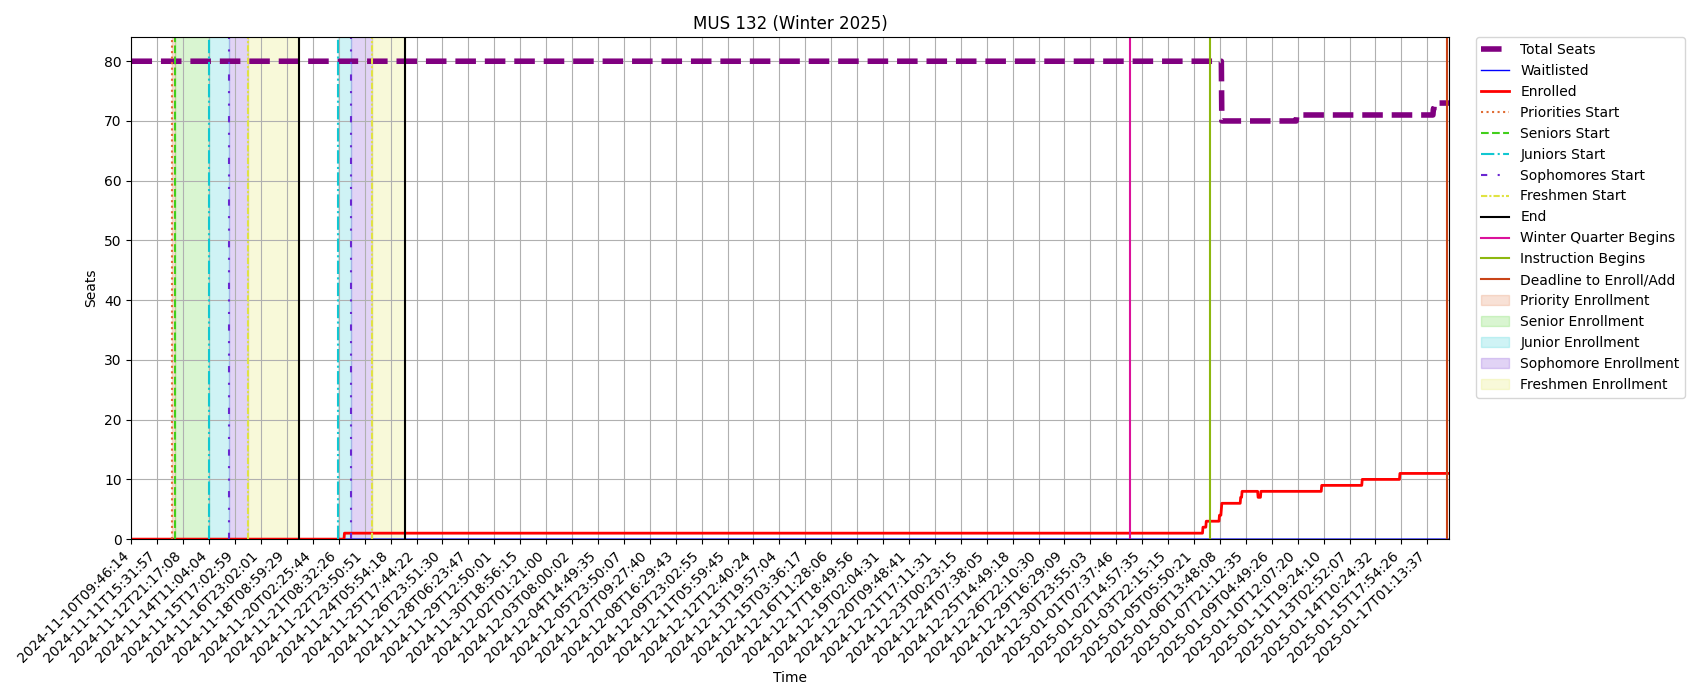 MUS 132 (Winter 2025)
Seats
80
70
60
50
40
30
20
10
0
2024-11-10T09:46:14
2024-11-11T15:31:57
2024-11-12T21:17:08
2024-11-14T11:04:04
2024-11-15T17:02:59
2024-11-16T23:02:01
2024-11-18T08:59:29
2024-11-20T02:25:44
2024-11-21T08:32:26
2024-11-22T23:50:51
2024-11-24T05:54:18
2024-11-25T17:44:22
2024-11-26T23:51:30
2024-11-28T06:23:47
2024-11-29T12:50:01
2024-11-30T18:56:15
2024-12-02T01:21:00
2024-12-03T08:00:02
2024-12-04T14:49:35
2024-12-05T23:50:07
2024-12-07T09:27:40
2024-12-08T16:29:43
2024-12-09T23:02:55
2024-12-11T05:59:45
2024-12-12T12:40:24
2024-12-13T19:57:04
2024-12-15T03:36:17
2024-12-16T11:28:06
2024-12-17T18:49:56
2024-12-19T02:04:31
2024-12-20T09:48:41
2024-12-21T17:11:31
2024-12-23T00:23:15
2024-12-24T07:38:05
2024-12-25T14:49:18
2024-12-26T22:10:30
2024-12-29T16:29:09
2024-12-30T23:55:03
2025-01-01T07:37:46
2025-01-02T14:57:35
2025-01-03T22:15:15
2025-01-05T05:50:21
2025-01-06T13:48:08
2025-01-07T21:12:35
2025-01-09T04:49:26
2025-01-10T12:07:20
2025-01-11T19:24:10
2025-01-13T02:52:07
2025-01-14T10:24:32
2025-01-15T17:54:26
2025-01-17T01:13:37
Time
Total Seats
Waitlisted
Enrolled
Priorities Start
Seniors Start
Juniors Start
Sophomores Start
Freshmen Start
End
Winter Quarter Begins
Instruction Begins
Deadline to Enroll/Add
Priority Enrollment
Senior Enrollment
Junior Enrollment
Sophomore Enrollment
Freshmen Enrollment